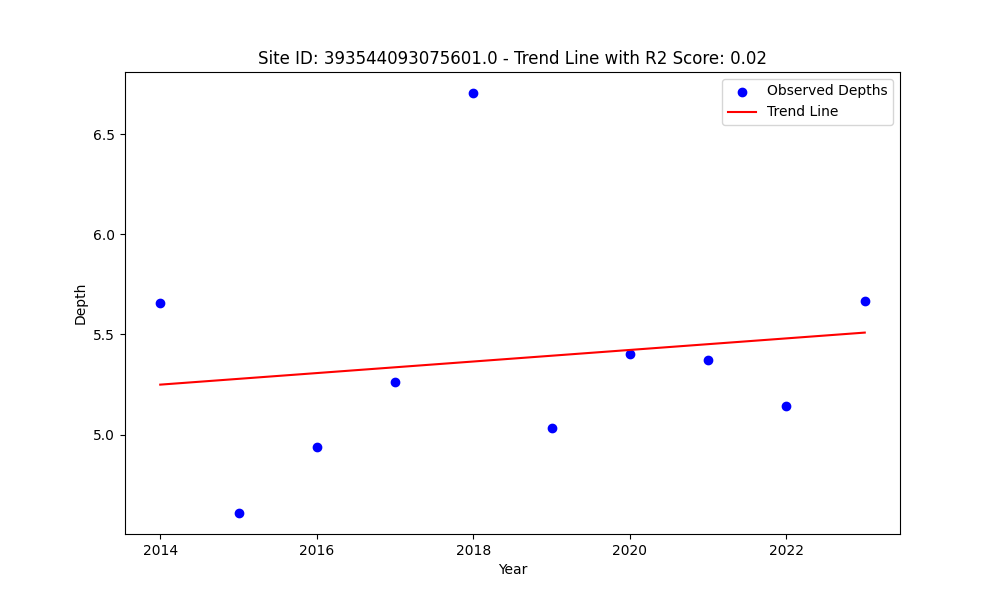 Site ID: 393544093075601.0 - Trend Line with R2 Score: 0.02
Observed Depths
Trend Line
6.5
6.0
5.5
5.0
Depth
2014
2016
2018
2020
2022
Year